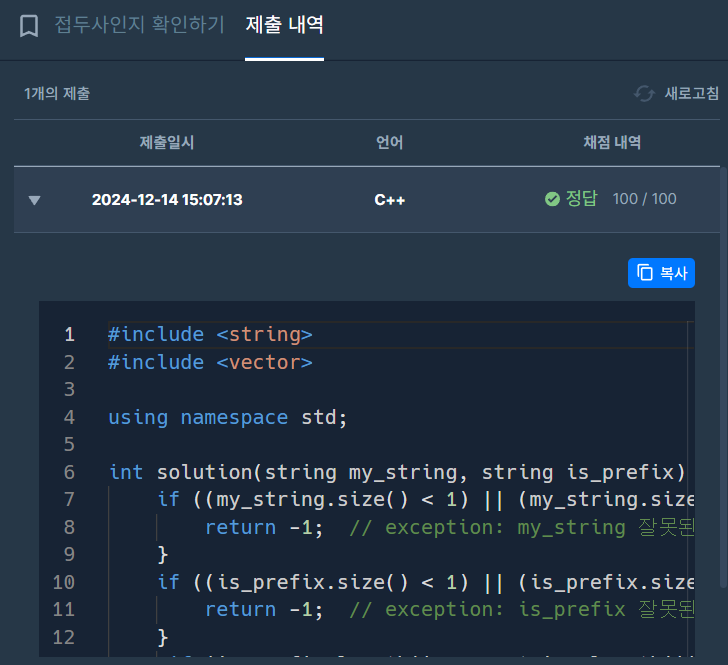 접두사인지 확인하기 제출 내역
1개의 제출 새로고침
제출일시 언어 채점 내역
2024-12-14 15:07:13 C++ 정답 100 / 100
복사
1 #include <string>
2 #include <vector>
3
4 using namespace std;
5
6 int solution(string my_string, string is_prefix)
7 if ((my_string.size() < 1) || (my_string.size
8 return -1; // exception: my_string 잘못된
9 }
10 if ((is_prefix.size() < 1) || (is_prefix.size
11 return -1; // exception: is_prefix 잘못된
12 }